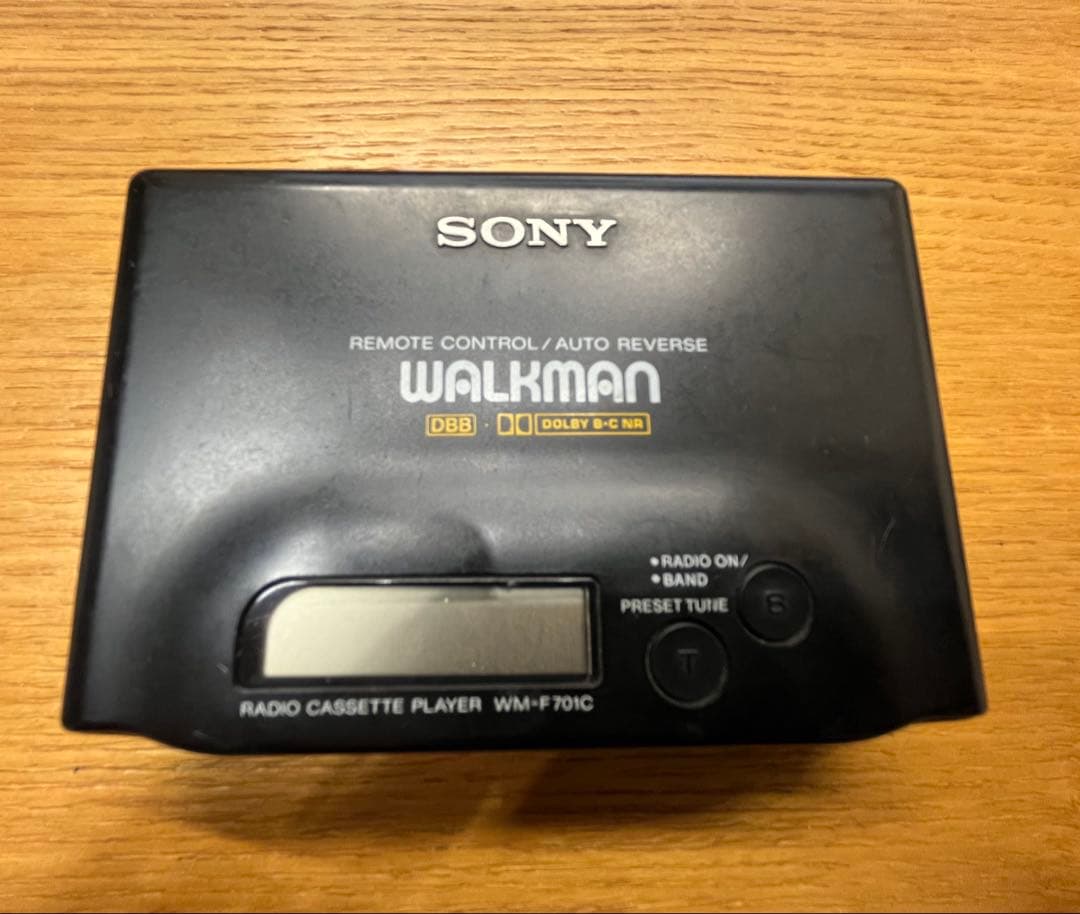 SONY
REMOTE CONTROL / AUTO REVERSE
WALKMAN
DBB · DOLBY B·C NR
•RADIO ON/
•BAND
B
PRESET TUNE
T
RADIO CASSETTE PLAYER WM-F701C